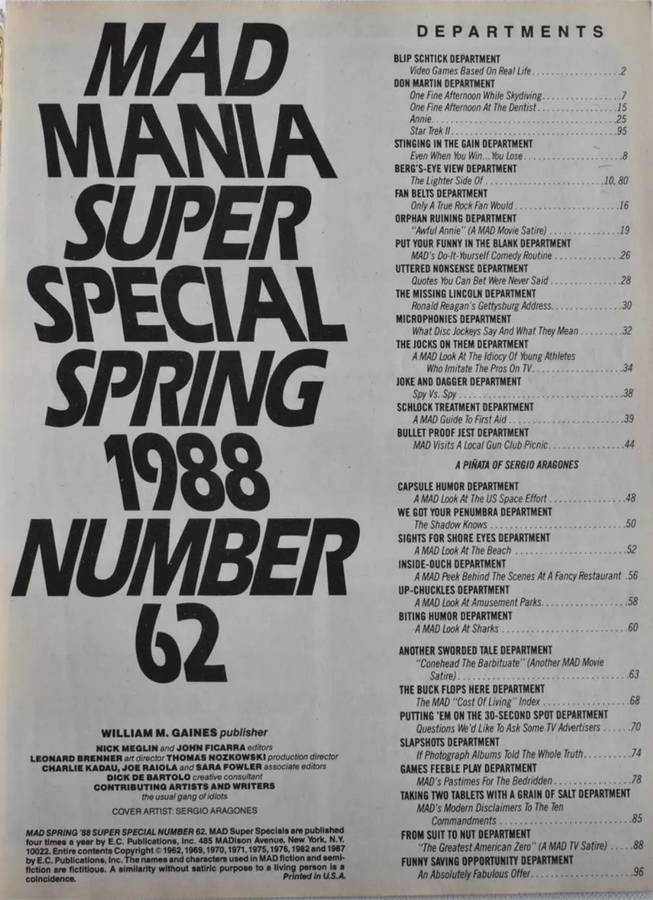 MAD
MANIA
SUPER
SPECIAL
SPRING
1988
NUMBER
62
WILLIAM M. GAINES publisher
NICK MEGLIN and JOHN FICARRA editors
LEONARD BRENNER art director THOMAS NOZKOWSKI production director
CHARLIE KADAU, JOE RAIOLA and SARA FOWLER associate editors
DICK DE BARTOLO creative consultant
CONTRIBUTING ARTISTS AND WRITERS
the usual gang of idiots
COVER ARTIST: SERGIO ARAGONES
MAD SPRING '88 SUPER SPECIAL NUMBER 62. MAD Super Specials are published
four times a year by E.C. Publications, Inc. 485 MADison Avenue, New York, N.Y.
10022. Entire contents Copyright © 1962, 1969, 1970, 1971, 1975, 1976, 1982 and 1987
by E.C. Publications, Inc. The names and characters used in MAD fiction and semi-
fiction are fictitious. A similarity without satiric purpose to a living person is a
coincidence. Printed in U.S.A.
DEPARTMENTS
BLIP SCHTICK DEPARTMENT
Video Games Based On Real Life.....................2
DON MARTIN DEPARTMENT
One Fine Afternoon While Skydiving...................7
One Fine Afternoon At The Dentist...................15
Annie.............................................25
Star Trek II........................................95
STINGING IN THE GAIN DEPARTMENT
Even When You Win...You Lose.......................8
BERG'S-EYE VIEW DEPARTMENT
The Lighter Side Of............................10, 80
FAN BELTS DEPARTMENT
Only A True Rock Fan Would.........................16
ORPHAN RUINING DEPARTMENT
"Awful Annie" (A MAD Movie Satire).................19
PUT YOUR FUNNY IN THE BLANK DEPARTMENT
MAD's Do-It-Yourself Comedy Routine................26
UTTERED NONSENSE DEPARTMENT
Quotes You Can Bet Were Never Said.................28
THE MISSING LINCOLN DEPARTMENT
Ronald Reagan's Gettysburg Address.................30
MICROPHONIES DEPARTMENT
What Disc Jockeys Say And What They Mean.........32
THE JOCKS ON THEM DEPARTMENT
A MAD Look At The Idiocy Of Young Athletes
Who Imitate The Pros On TV........................34
JOKE AND DAGGER DEPARTMENT
Spy Vs. Spy.......................................38
SCHLOCK TREATMENT DEPARTMENT
A MAD Guide To First Aid..........................39
BULLET PROOF JEST DEPARTMENT
MAD Visits A Local Gun Club Picnic.................44
A PIÑATA OF SERGIO ARAGONES
CAPSULE HUMOR DEPARTMENT
A MAD Look At The US Space Effort..................48
WE GOT YOUR PENUMBRA DEPARTMENT
The Shadow Knows..................................50
SIGHTS FOR SHORE EYES DEPARTMENT
A MAD Look At The Beach...........................52
INSIDE-OUCH DEPARTMENT
A MAD Peek Behind The Scenes At A Fancy Restaurant .56
UP-CHUCKLES DEPARTMENT
A MAD Look At Amusement Parks.....................58
BITING HUMOR DEPARTMENT
A MAD Look At Sharks..............................60
ANOTHER SWORDED TALE DEPARTMENT
"Conehead The Barbituate" (Another MAD Movie
Satire)...........................................63
THE BUCK FLOPS HERE DEPARTMENT
The MAD "Cost Of Living" Index.....................68
PUTTING 'EM ON THE 30-SECOND SPOT DEPARTMENT
Questions We'd Like To Ask Some TV Advertisers......70
SLAPSHOTS DEPARTMENT
If Photograph Albums Told The Whole Truth..........74
GAMES FEEBLE PLAY DEPARTMENT
MAD's Pastimes For The Bedridden...................78
TAKING TWO TABLETS WITH A GRAIN OF SALT DEPARTMENT
MAD's Modern Disclaimers To The Ten
Commandments.....................................85
FROM SUIT TO NUT DEPARTMENT
"The Greatest American Zero" (A MAD TV Satire).....88
FUNNY SAVING OPPORTUNITY DEPARTMENT
An Absolutely Fabulous Offer.......................96